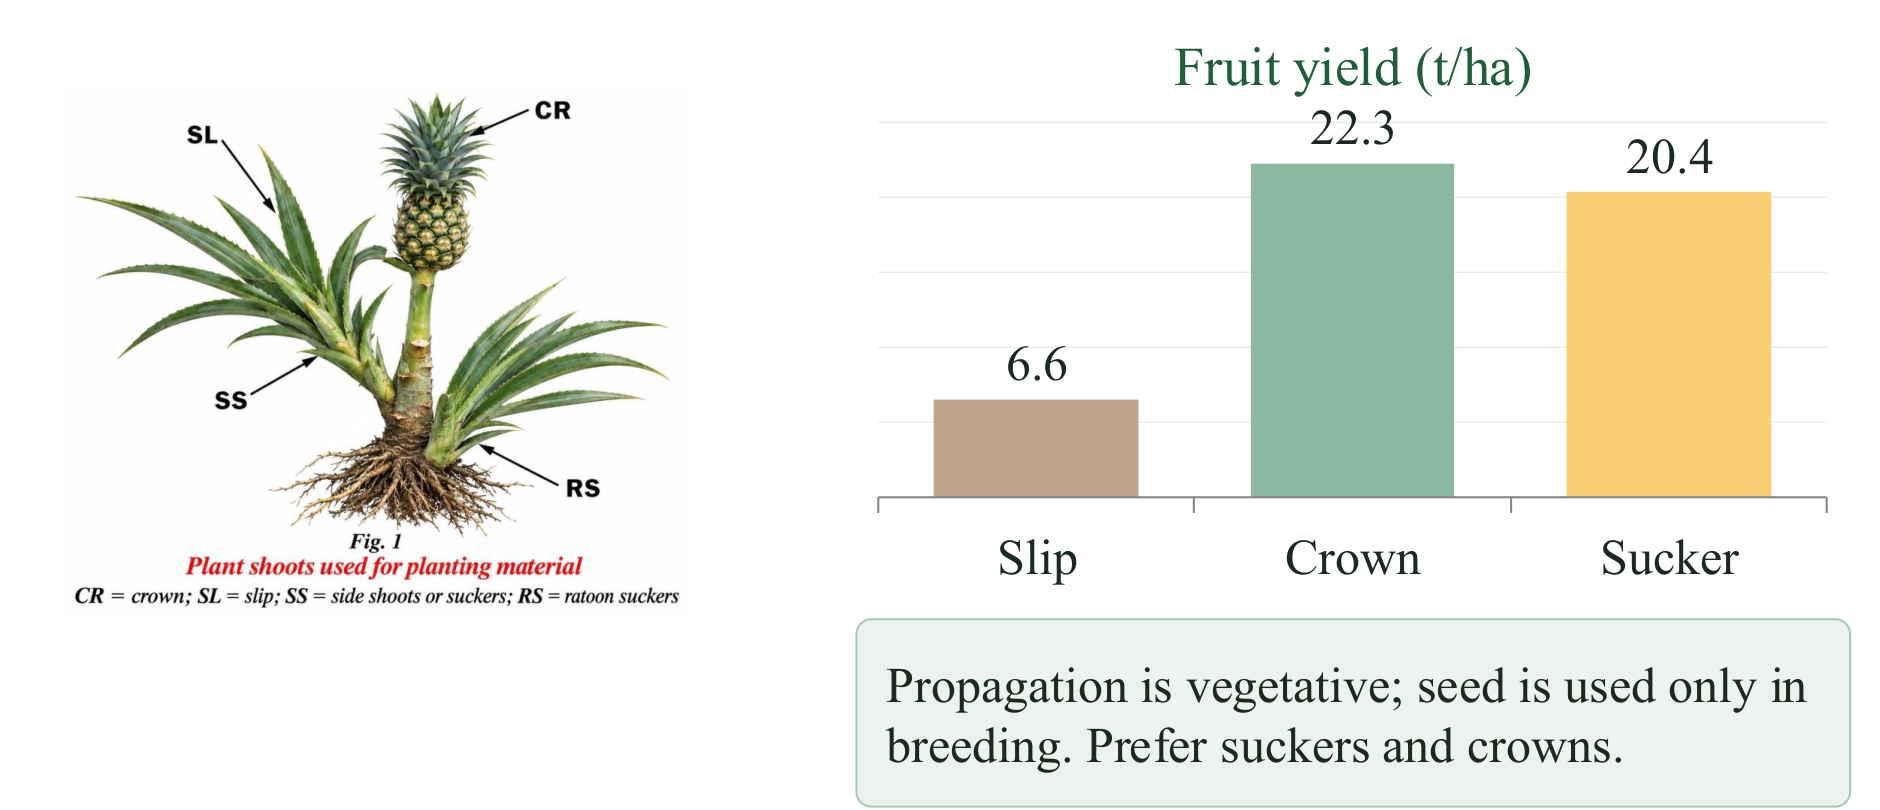 CR
SL
SS
RS
Fig. 1
Plant shoots used for planting material
CR = crown; SL = slip; SS = side shoots or suckers; RS = ratoon suckers
Fruit yield (t/ha)
22.3
20.4
6.6
Slip
Crown
Sucker
Propagation is vegetative; seed is used only in
breeding. Prefer suckers and crowns.